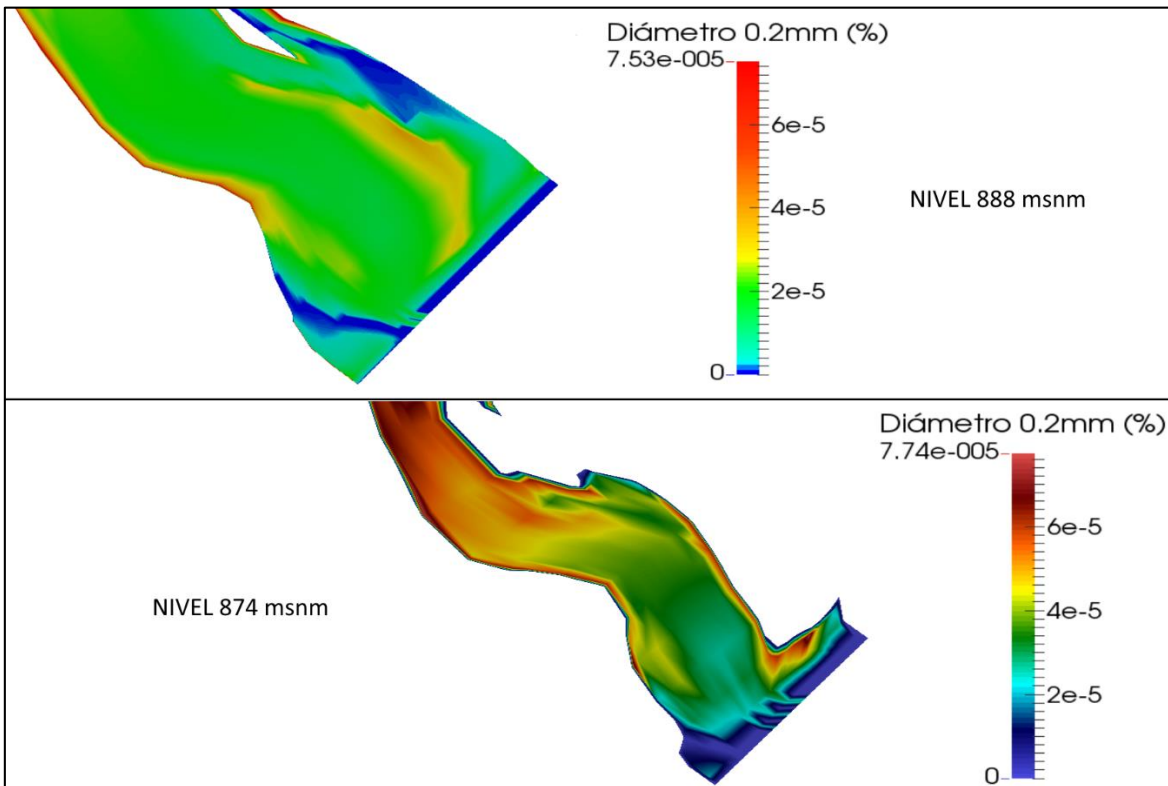 Diámetro 0.2mm (%)
7.53e-005
6e-5
4e-5
2e-5
0
NIVEL 888 msnm
Diámetro 0.2mm (%)
7.74e-005
6e-5
4e-5
2e-5
0
NIVEL 874 msnm